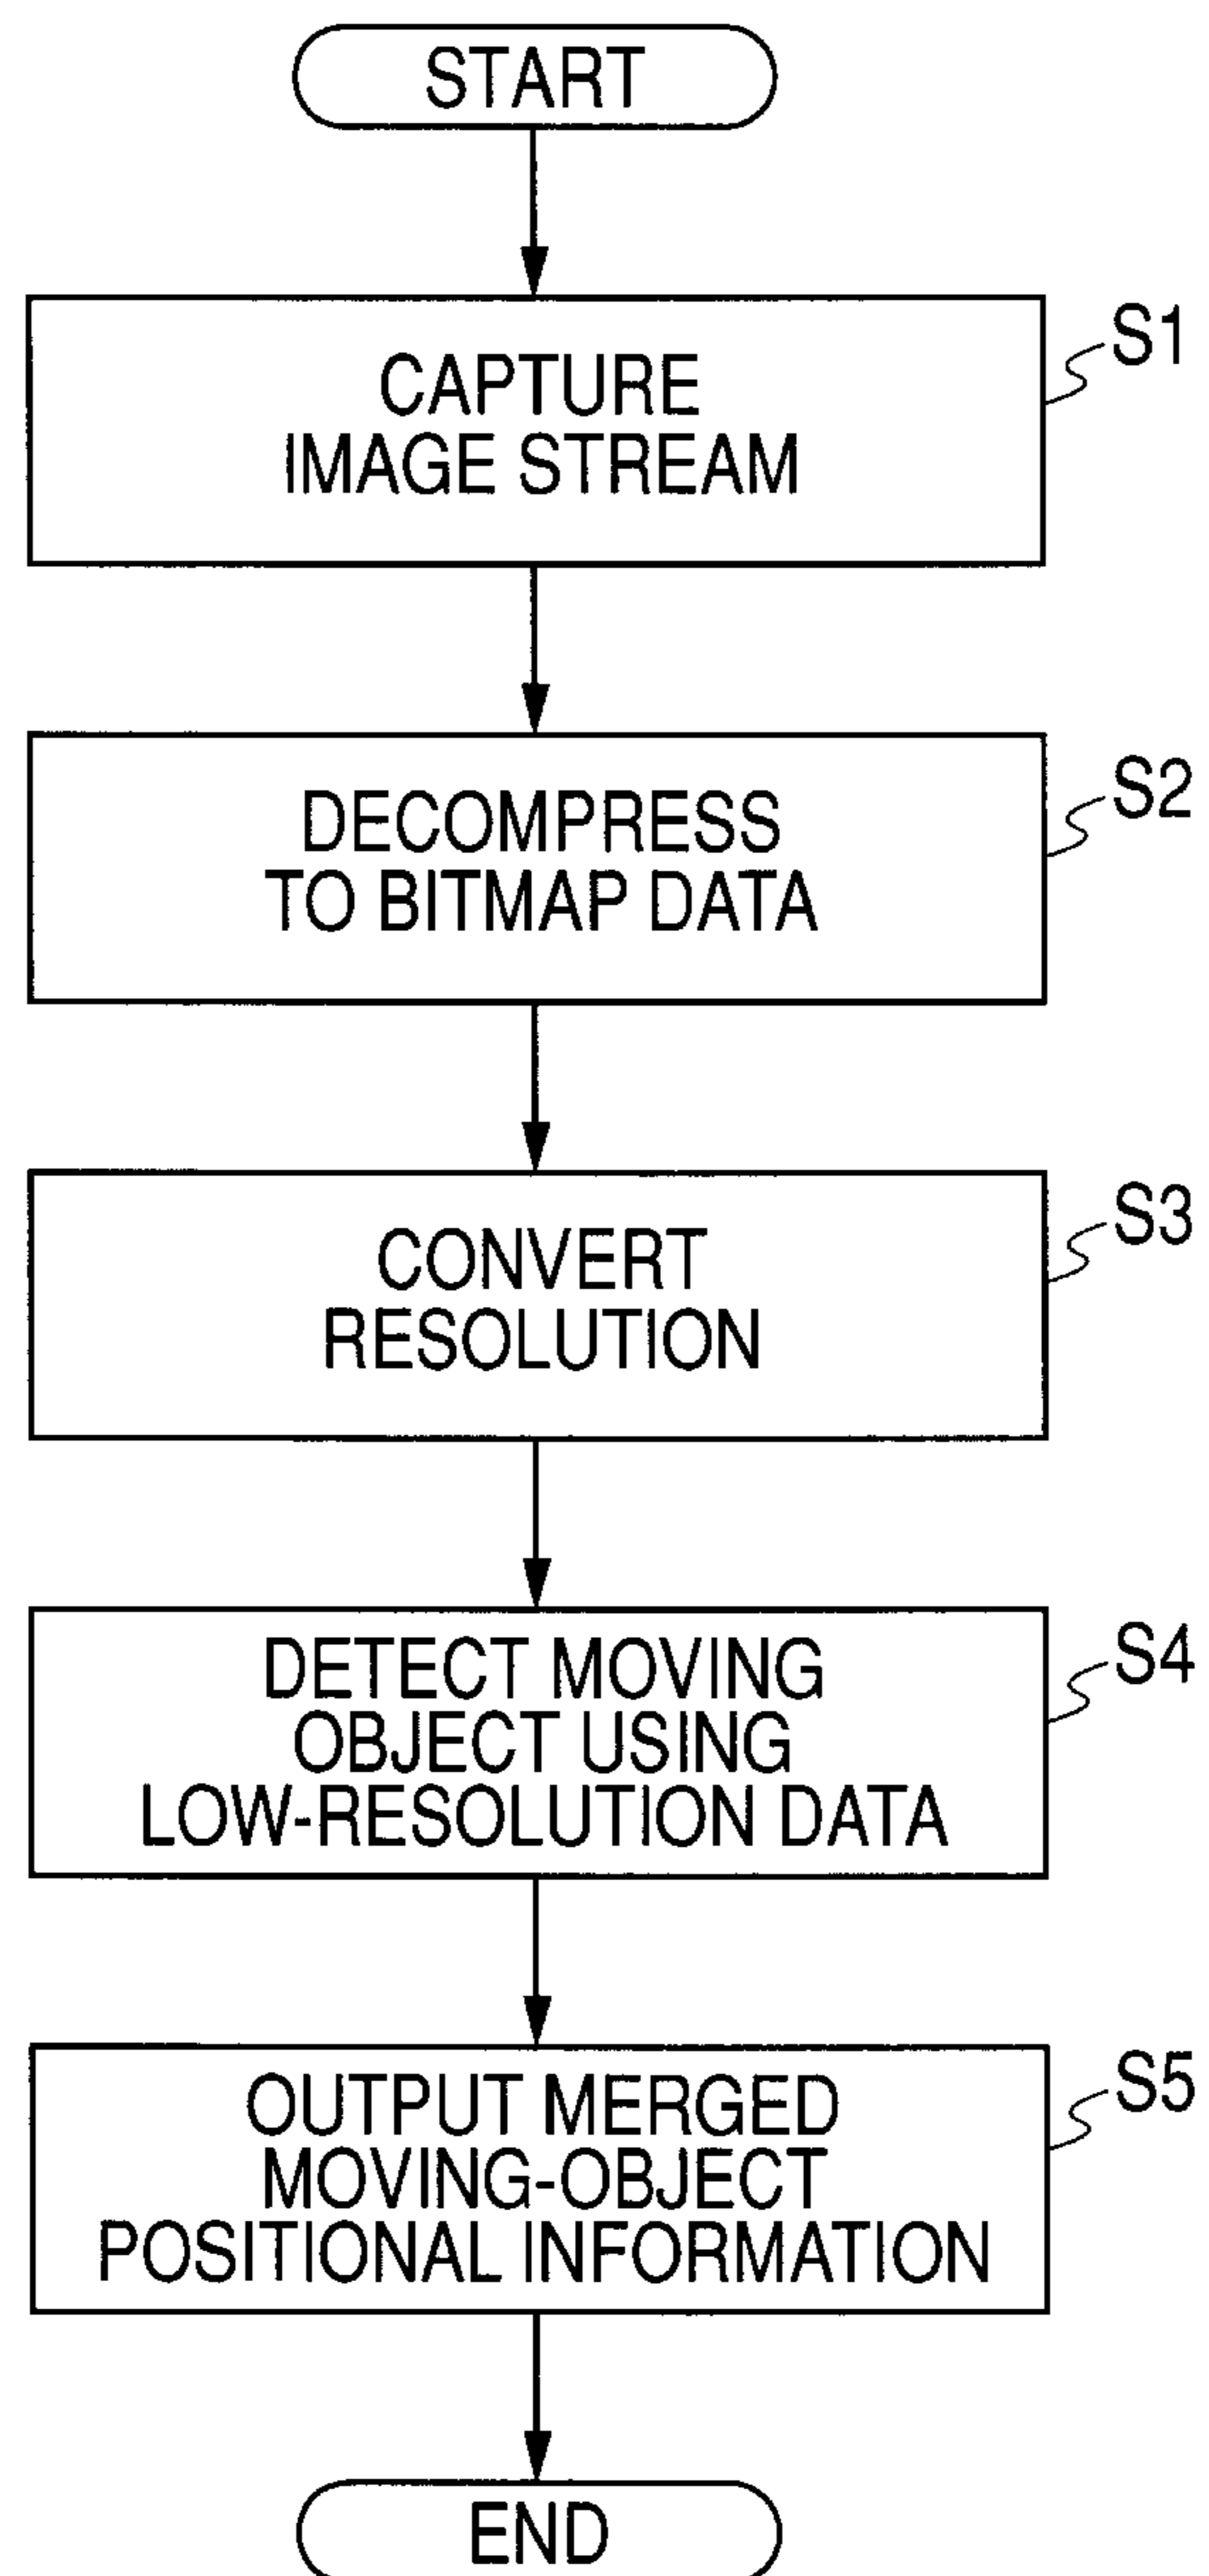 START
CAPTURE
IMAGE STREAM
S1
DECOMPRESS
TO BITMAP DATA
S2
CONVERT
RESOLUTION
S3
DETECT MOVING
OBJECT USING
LOW-RESOLUTION DATA
S4
OUTPUT MERGED
MOVING-OBJECT
POSITIONAL INFORMATION
S5
END